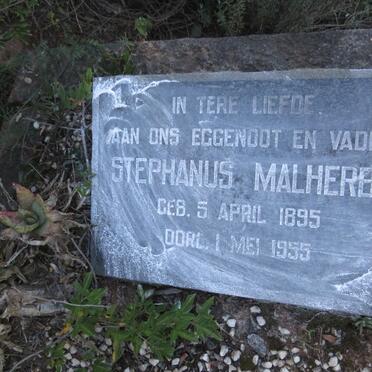 IN TERE LIEFDE
AAN ONS EGGENOOT EN VADE
STEPHANUS MALHERB
GEB. 5 APRIL 1895
OORL. 1 MEI 1955